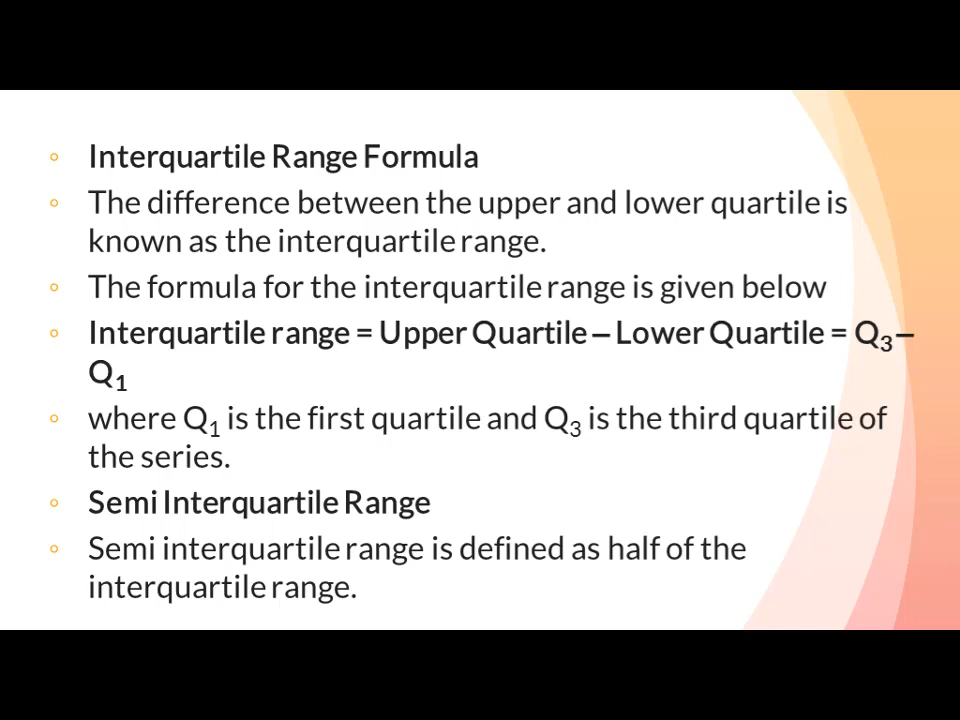 ◦ Interquartile Range Formula
◦ The difference between the upper and lower quartile is
known as the interquartile range.
◦ The formula for the interquartile range is given below
◦ Interquartile range = Upper Quartile – Lower Quartile = Q₃ –
Q₁
◦ where Q₁ is the first quartile and Q₃ is the third quartile of
the series.
◦ Semi Interquartile Range
◦ Semi interquartile range is defined as half of the
interquartile range.